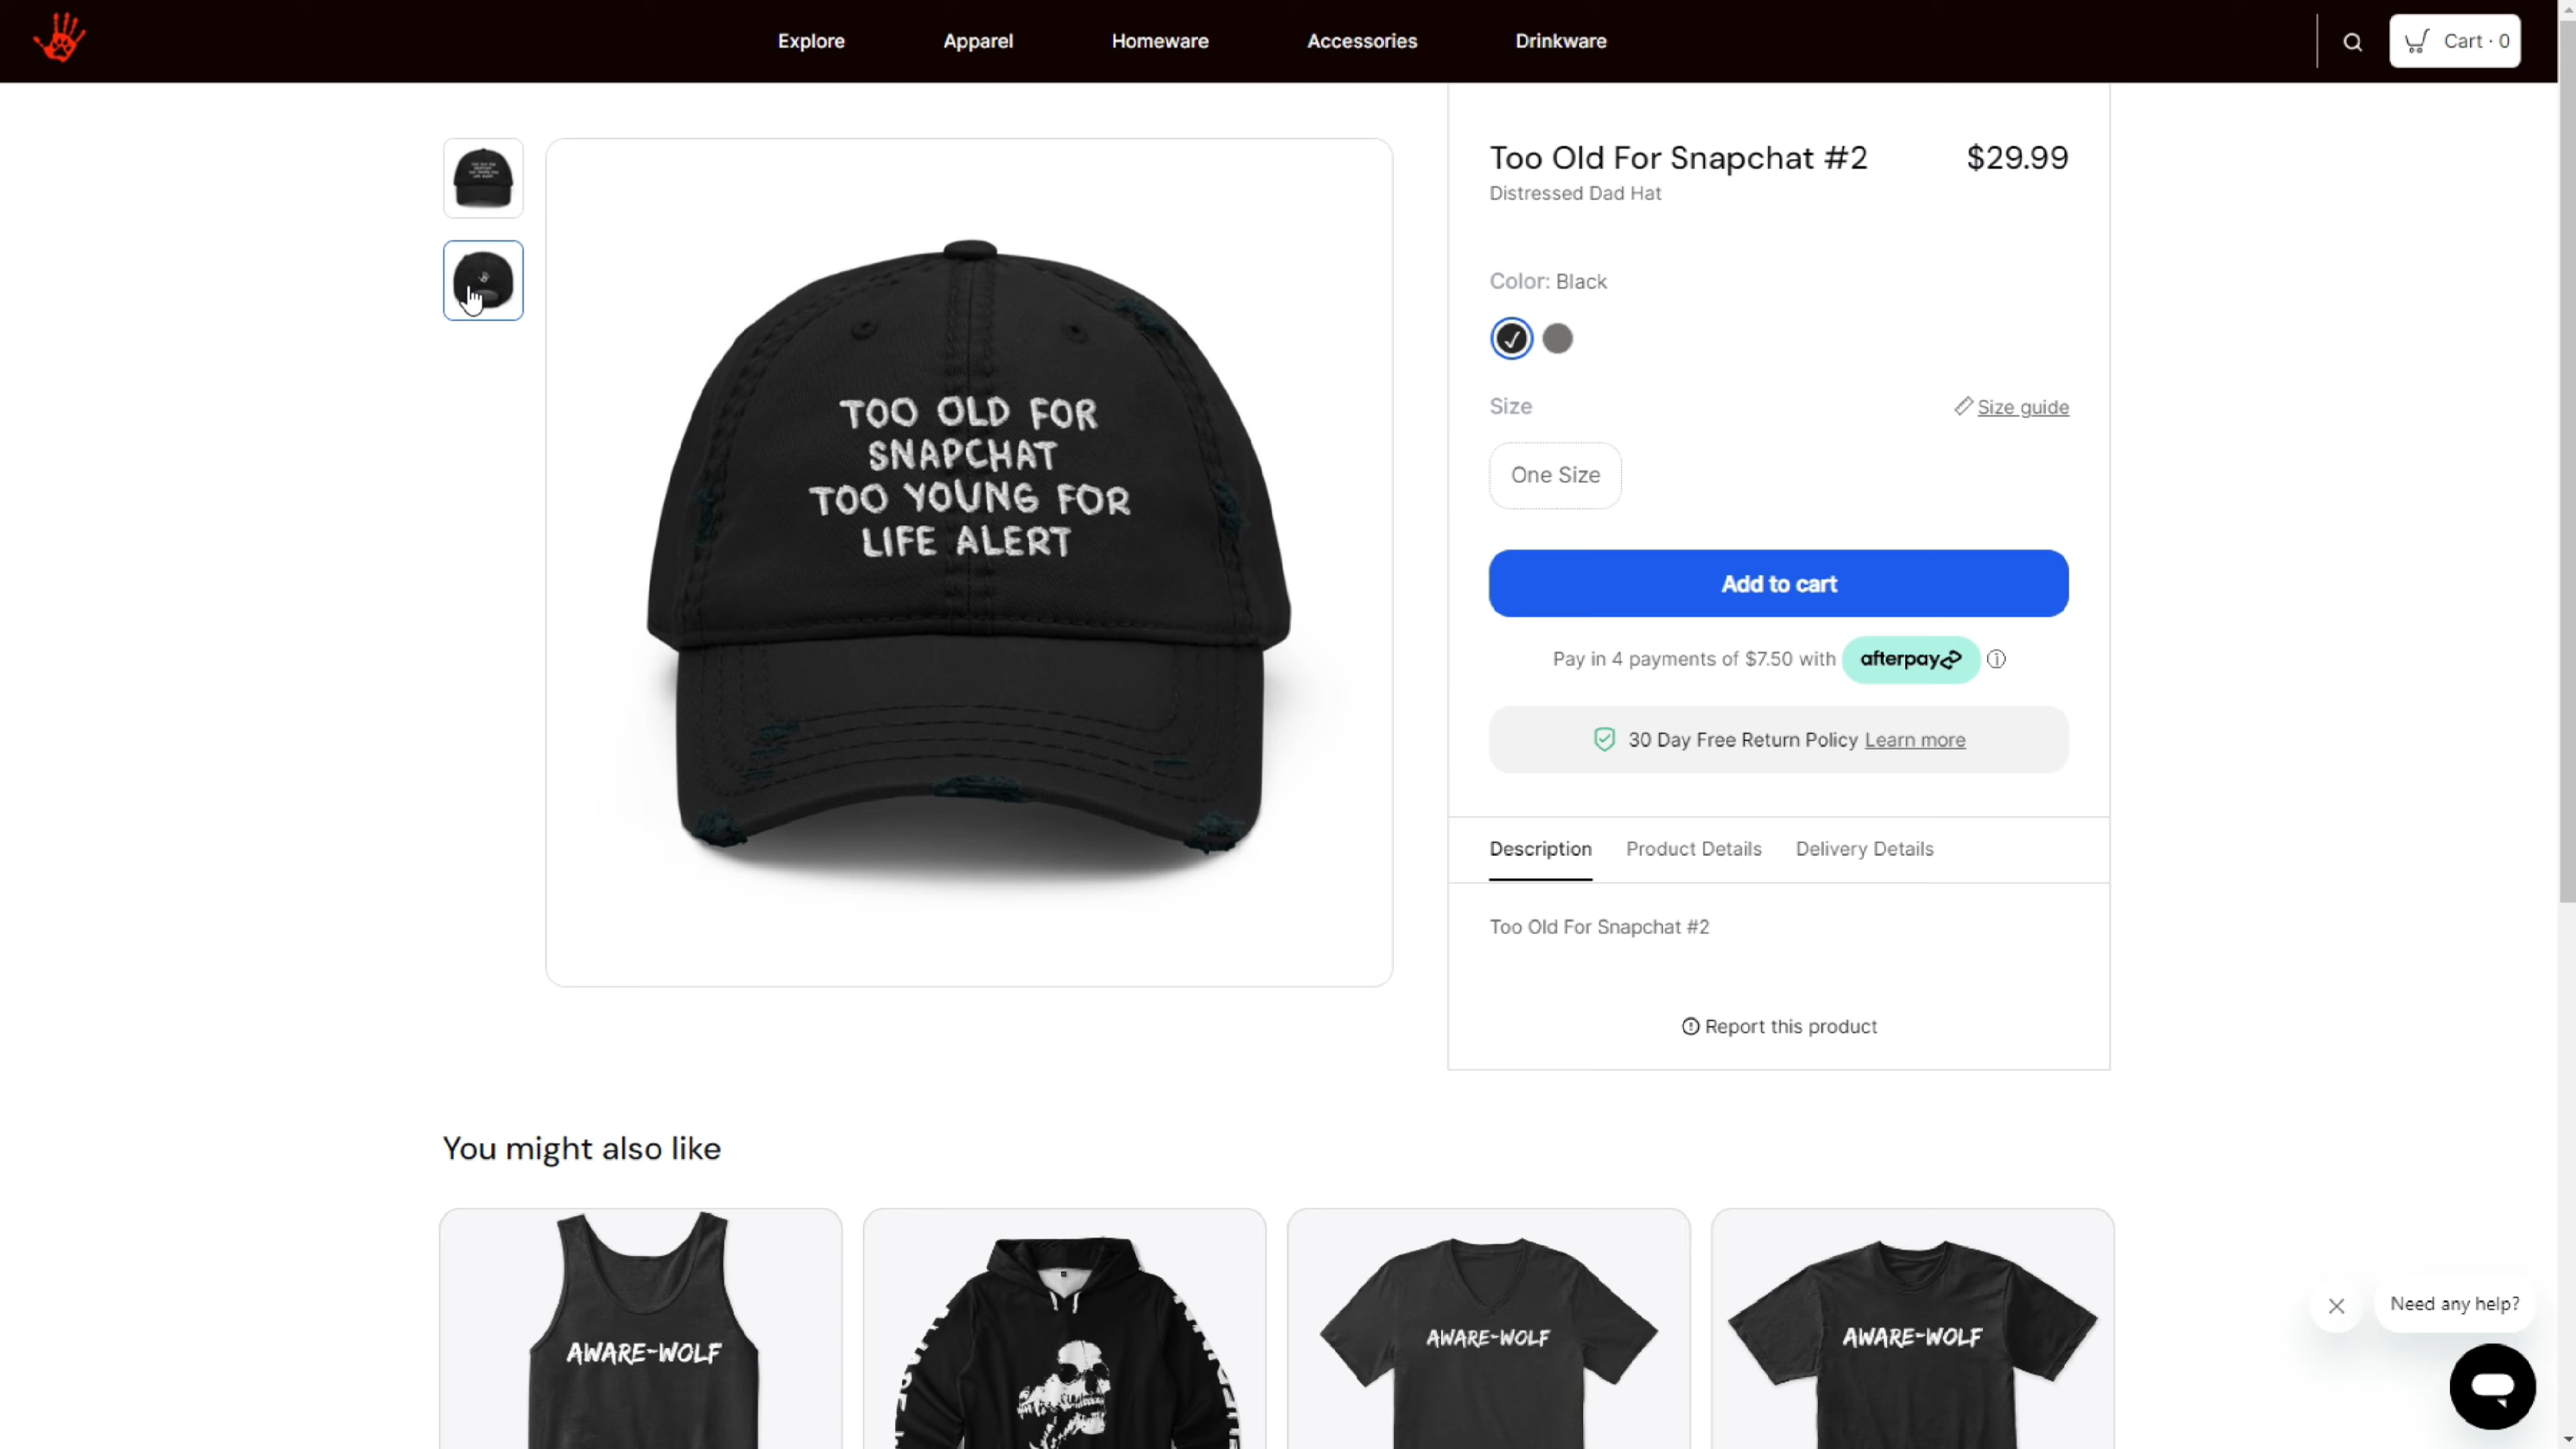 Explore
Apparel
Homeware
Accessories
Drinkware
Cart · 0
TOO OLD FOR
SNAPCHAT
TOO YOUNG FOR
LIFE ALERT
Too Old For Snapchat #2
$29.99
Distressed Dad Hat
Color: Black
Size
Size guide
One Size
Add to cart
Pay in 4 payments of $7.50 with afterpay
30 Day Free Return Policy Learn more
Description
Product Details
Delivery Details
Too Old For Snapchat #2
Report this product
You might also like
AWARE-WOLF
AWARE-WOLF
AWARE-WOLF
Need any help?